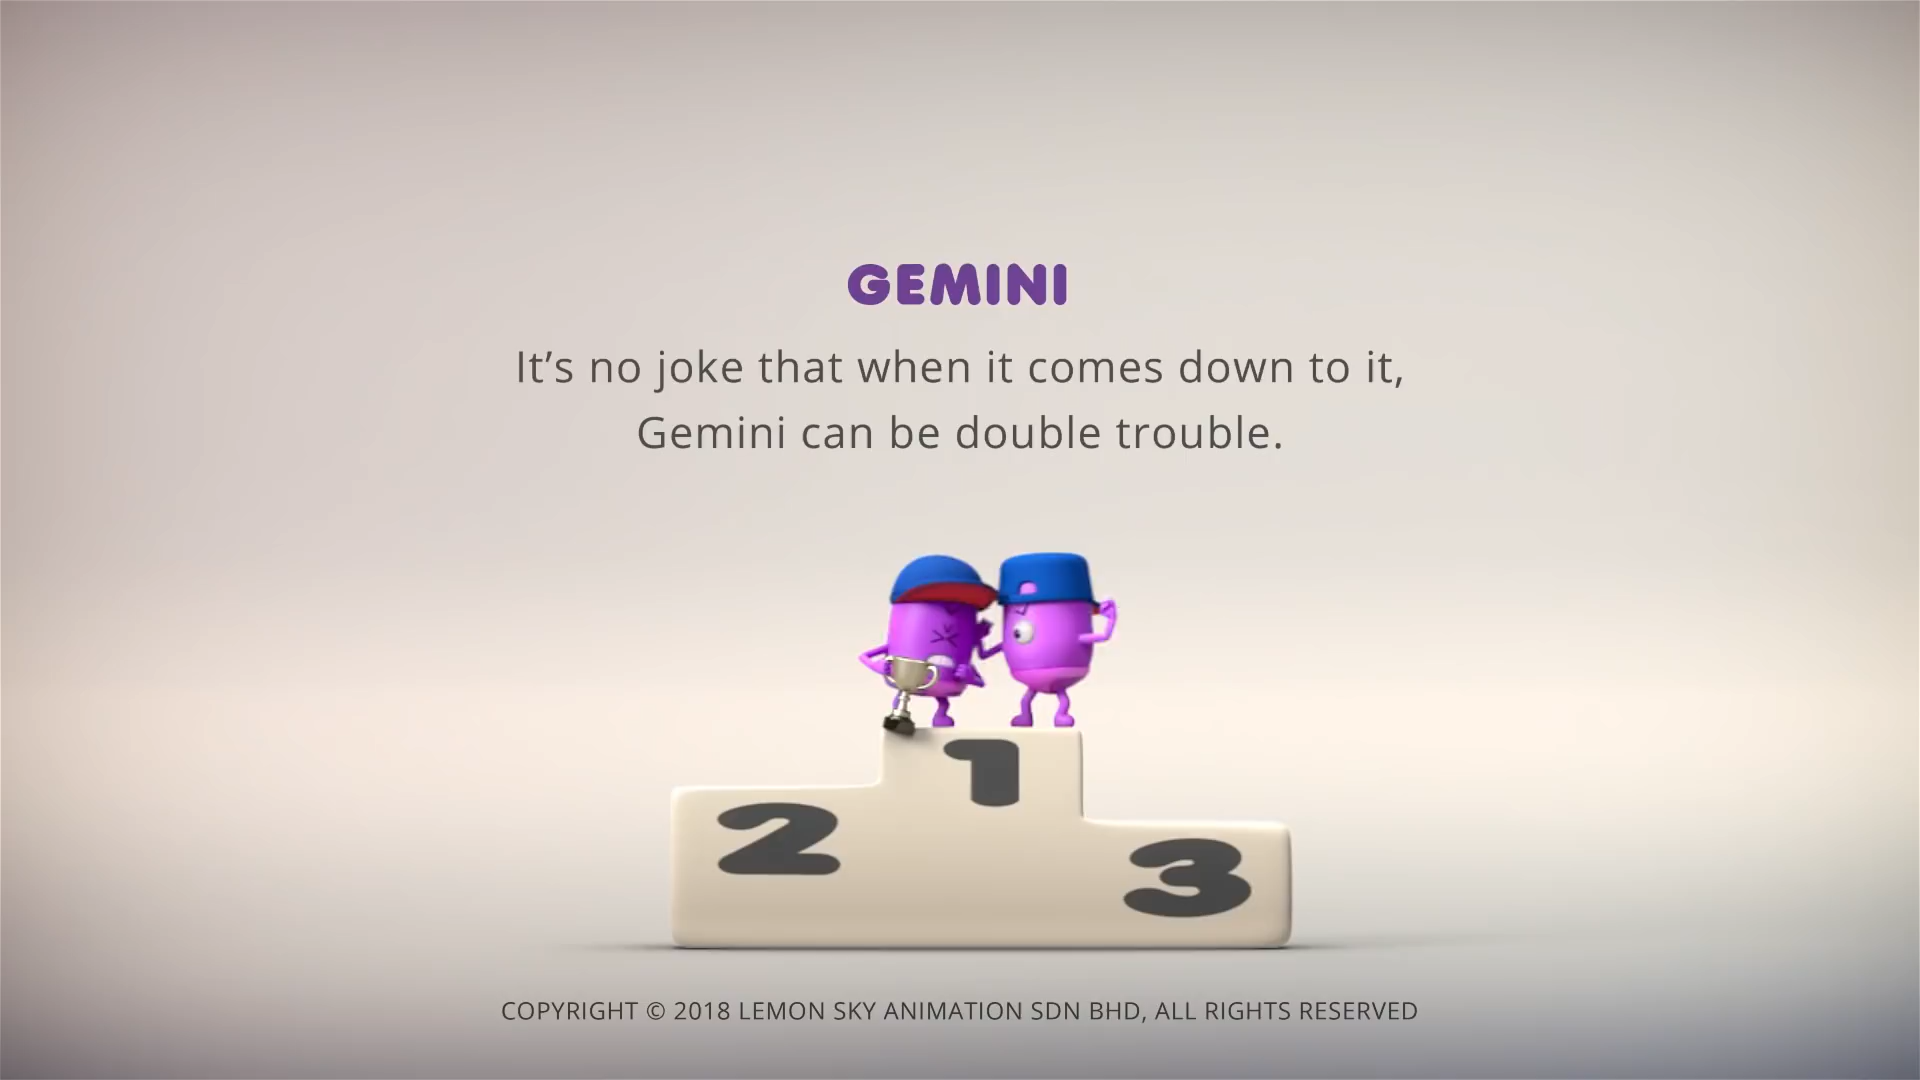 GEMINI
It’s no joke that when it comes down to it,
Gemini can be double trouble.
1
2
3
COPYRIGHT © 2018 LEMON SKY ANIMATION SDN BHD, ALL RIGHTS RESERVED